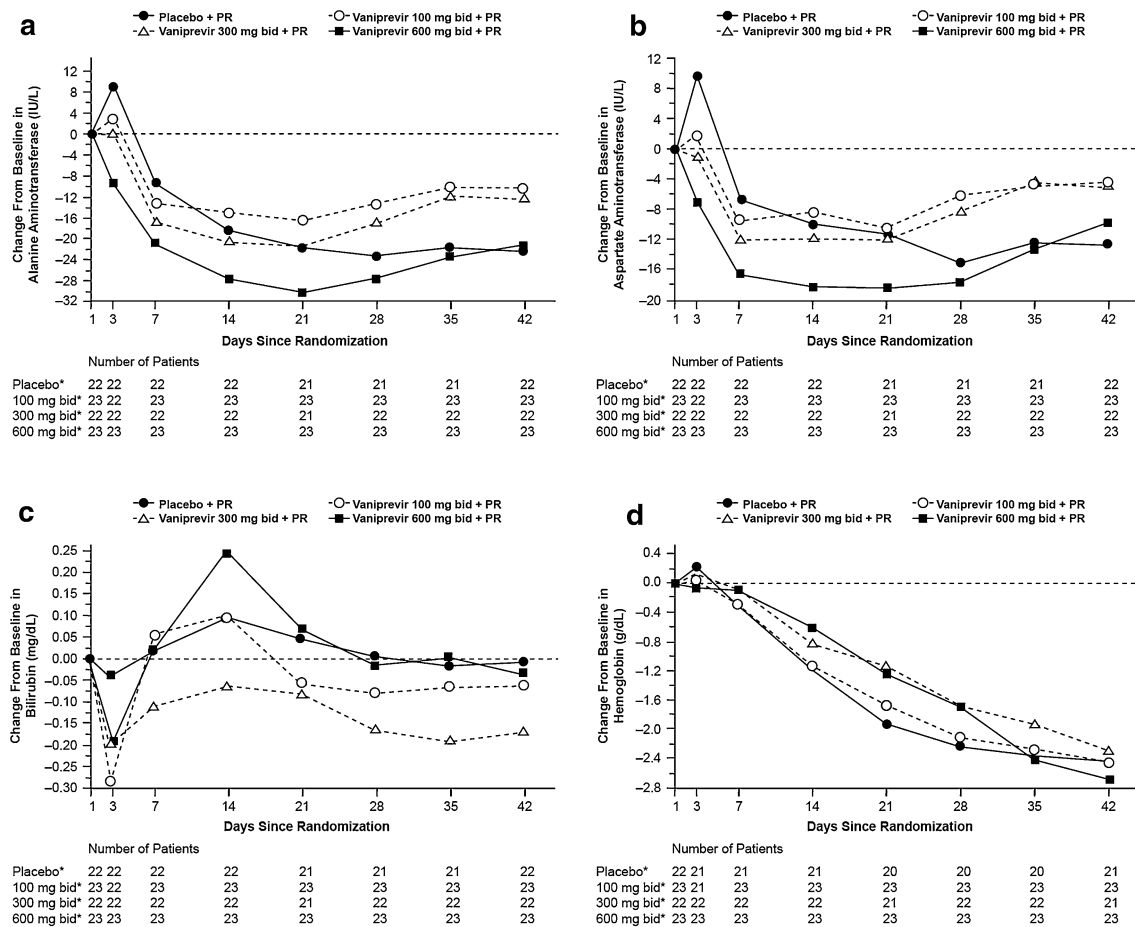 a
Placebo + PR
Vaniprevir 100 mg bid + PR
Vaniprevir 300 mg bid + PR
Vaniprevir 600 mg bid + PR
Change From Baseline in
Alanine Aminotransferase (IU/L)
12
8
4
0
–4
–8
–12
–16
–20
–24
–28
–32
1 3 7 14 21 28 35 42
Days Since Randomization
Number of Patients
Placebo* 22 22 22 22 21 21 21 22
100 mg bid* 23 22 23 23 23 23 23 23
300 mg bid* 22 22 22 22 21 22 22 22
600 mg bid* 23 23 23 23 23 23 23 23
b
Placebo + PR
Vaniprevir 100 mg bid + PR
Vaniprevir 300 mg bid + PR
Vaniprevir 600 mg bid + PR
Change From Baseline in
Aspartate Aminotransferase (IU/L)
12
8
4
0
–4
–8
–12
–16
–20
1 3 7 14 21 28 35 42
Days Since Randomization
Number of Patients
Placebo* 22 22 22 22 21 21 21 22
100 mg bid* 23 22 23 23 23 23 23 23
300 mg bid* 22 22 22 22 21 22 22 22
600 mg bid* 23 23 23 23 23 23 23 23
c
Placebo + PR
Vaniprevir 100 mg bid + PR
Vaniprevir 300 mg bid + PR
Vaniprevir 600 mg bid + PR
Change From Baseline in
Bilirubin (mg/dL)
0.25
0.20
0.15
0.10
0.05
0.00
–0.05
–0.10
–0.15
–0.20
–0.25
–0.30
1 3 7 14 21 28 35 42
Days Since Randomization
Number of Patients
Placebo* 22 22 22 22 21 21 21 22
100 mg bid* 23 22 23 23 23 23 23 23
300 mg bid* 22 22 22 22 21 22 22 22
600 mg bid* 23 23 23 23 23 23 23 23
d
Placebo + PR
Vaniprevir 100 mg bid + PR
Vaniprevir 300 mg bid + PR
Vaniprevir 600 mg bid + PR
Change From Baseline in
Hemoglobin (g/dL)
0.4
0.0
–0.4
–0.8
–1.2
–1.6
–2.0
–2.4
–2.8
1 3 7 14 21 28 35 42
Days Since Randomization
Number of Patients
Placebo* 22 21 21 21 20 20 20 21
100 mg bid* 23 21 23 23 23 23 23 23
300 mg bid* 22 22 22 22 21 22 22 21
600 mg bid* 23 23 23 23 23 23 23 23